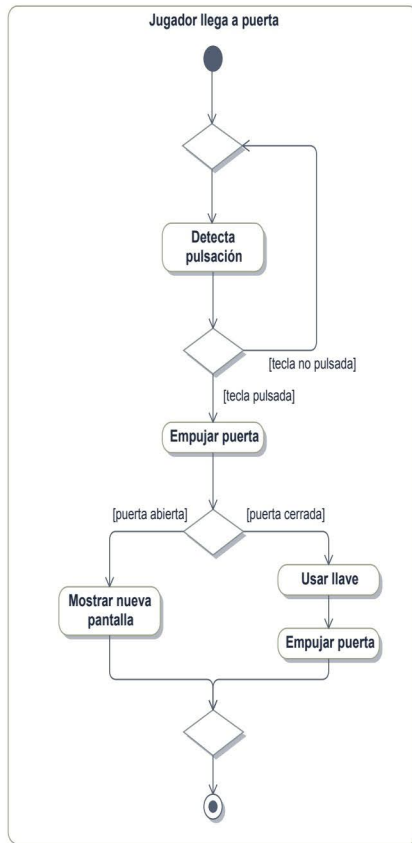 Jugador llega a puerta
Detecta
pulsación
[tecla no pulsada]
[tecla pulsada]
Empujar puerta
[puerta abierta]
[puerta cerrada]
Usar llave
Mostrar nueva
pantalla
Empujar puerta